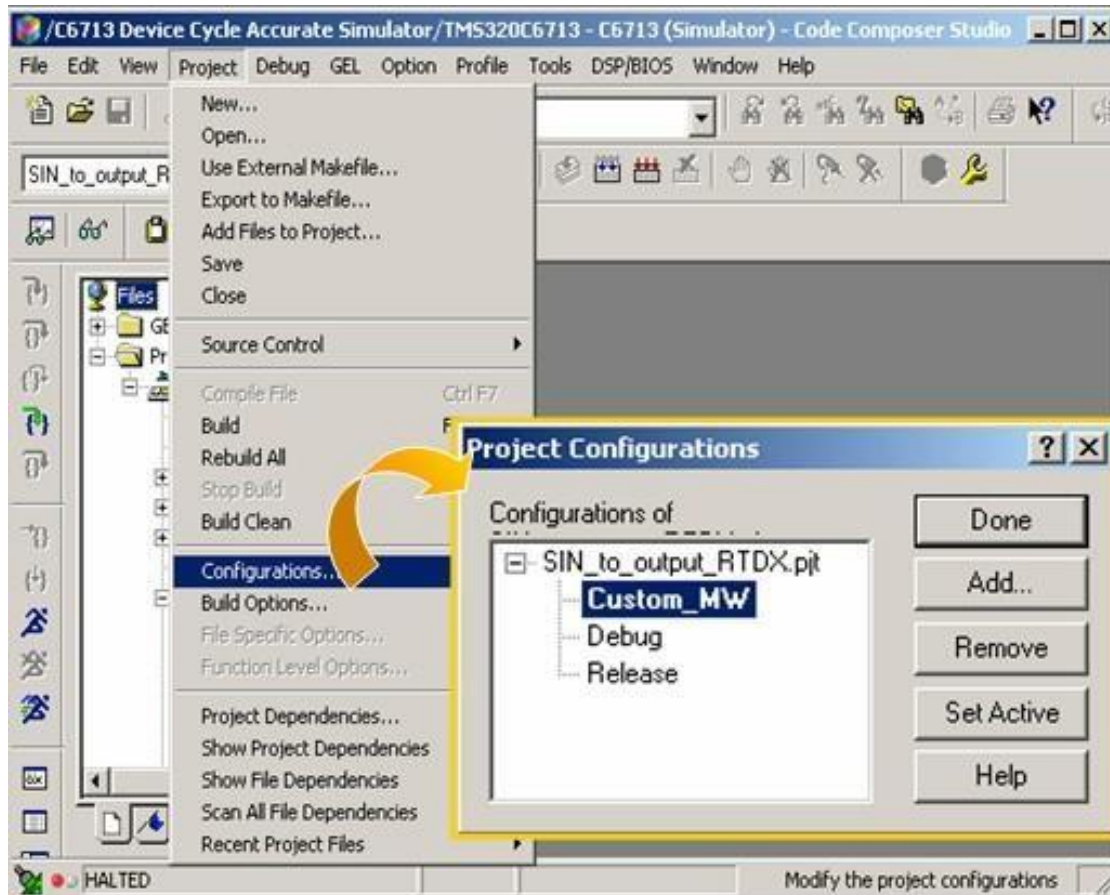 /C6713 Device Cycle Accurate Simulator/TMS320C6713 - C6713 (Simulator) - Code Composer Studio
File Edit View Project Debug GEL Option Profile Tools DSP/BIOS Window Help
New...
Open...
SIN_to_output_R
Use External Makefile...
Export to Makefile...
Add Files to Project...
Save
Files
Close
GE
Source Control
Pr
Compile File Ctrl F7
Build F
Rebuild All
Stop Build
Build Clean
Configurations...
Build Options...
File Specific Options...
Function Level Options...
Project Dependencies...
Show Project Dependencies
Show File Dependencies
Scan All File Dependencies
Recent Project Files
Project Configurations
Configurations of
SIN_to_output_RTDX.pjt
Custom_MW
Debug
Release
Done
Add...
Remove
Set Active
Help
HALTED
Modify the project configurations